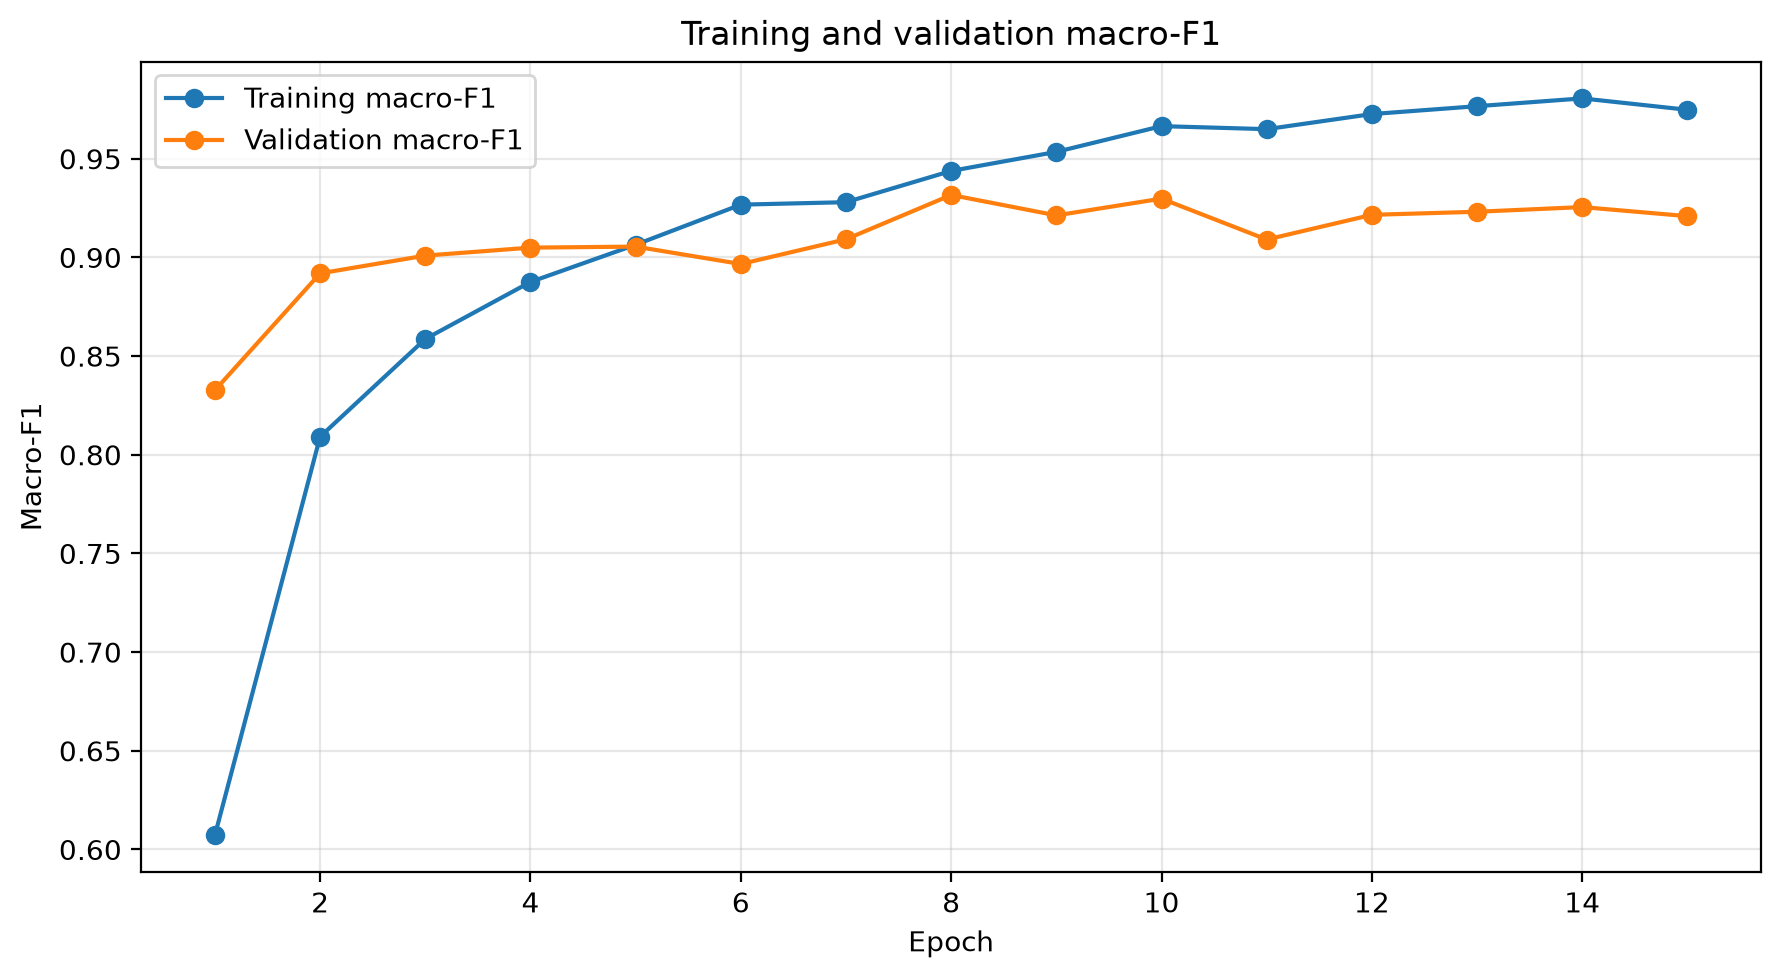 Training and validation macro-F1
Training macro-F1
Validation macro-F1
0.95
0.90
0.85
0.80
0.75
0.70
0.65
0.60
Macro-F1
2 4 6 8 10 12 14
Epoch